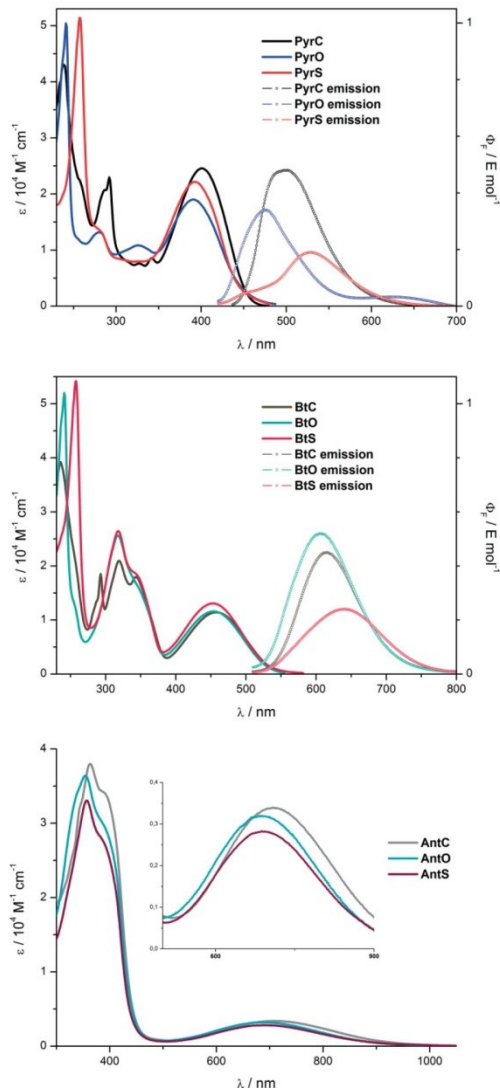 PyrC
PyrO
PyrS
PyrC emission
PyrO emission
PyrS emission
5
4
3
2
1
0
1
0
ε / 10⁴ M⁻¹ cm⁻¹
Φ_F / E mol⁻¹
300 400 500 600 700
λ / nm
BtC
BtO
BtS
BtC emission
BtO emission
BtS emission
5
4
3
2
1
0
1
0
ε / 10⁴ M⁻¹ cm⁻¹
Φ_F / E mol⁻¹
300 400 500 600 700 800
λ / nm
4
3
2
1
0
ε / 10⁴ M⁻¹ cm⁻¹
0,4
0,3
0,2
0,1
0,0
600 900
AntC
AntO
AntS
400 600 800 1000
λ / nm